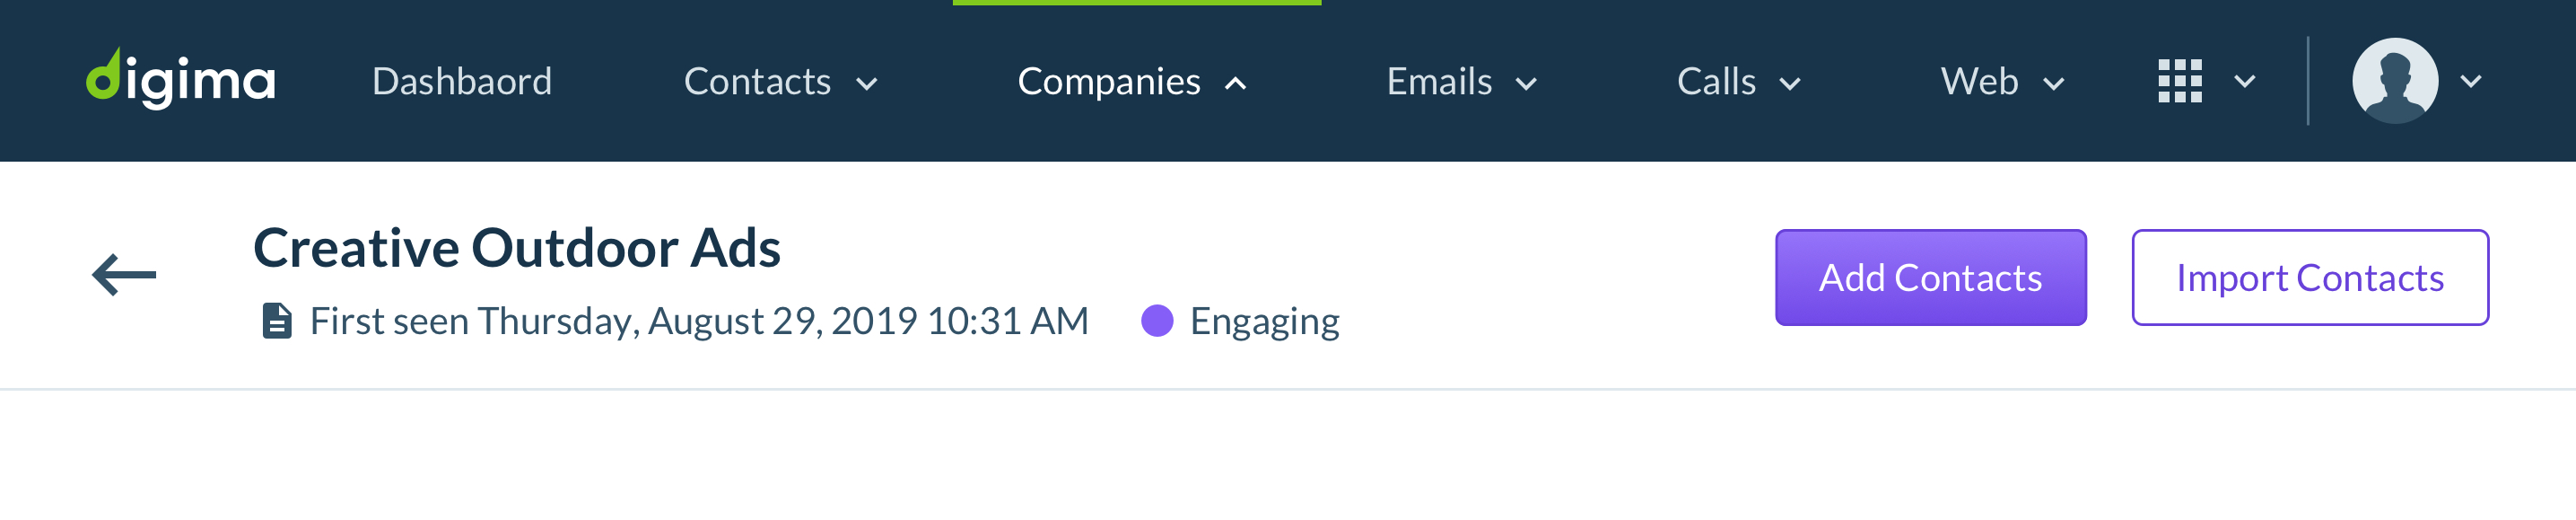 digima Dashbaord Contacts Companies Emails Calls Web
Creative Outdoor Ads
First seen Thursday, August 29, 2019 10:31 AM Engaging
Add Contacts Import Contacts